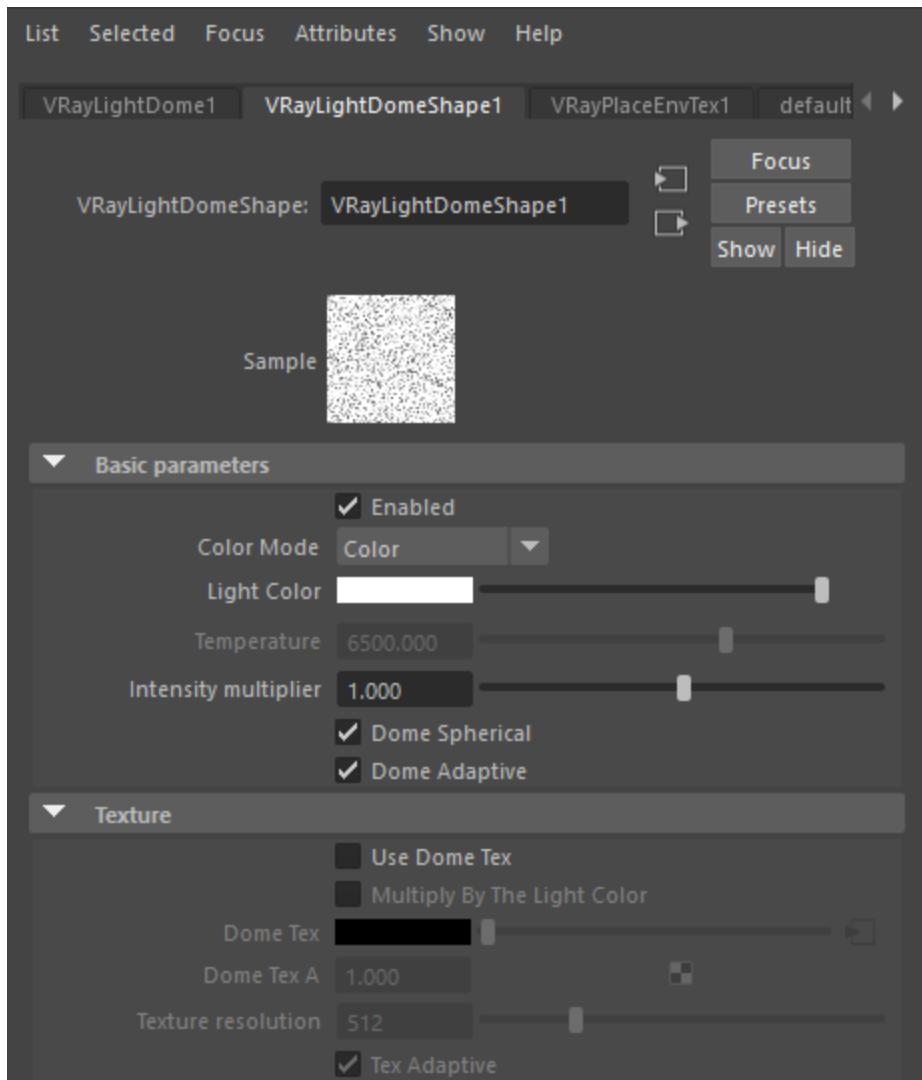 List Selected Focus Attributes Show Help
VRayLightDome1 VRayLightDomeShape1 VRayPlaceEnvTex1 default
Focus
VRayLightDomeShape: VRayLightDomeShape1 Presets
Show Hide
Sample
Basic parameters
Enabled
Color Mode Color
Light Color
Temperature 6500.000
Intensity multiplier 1.000
Dome Spherical
Dome Adaptive
Texture
Use Dome Tex
Multiply By The Light Color
Dome Tex
Dome Tex A 1.000
Texture resolution 512
Tex Adaptive